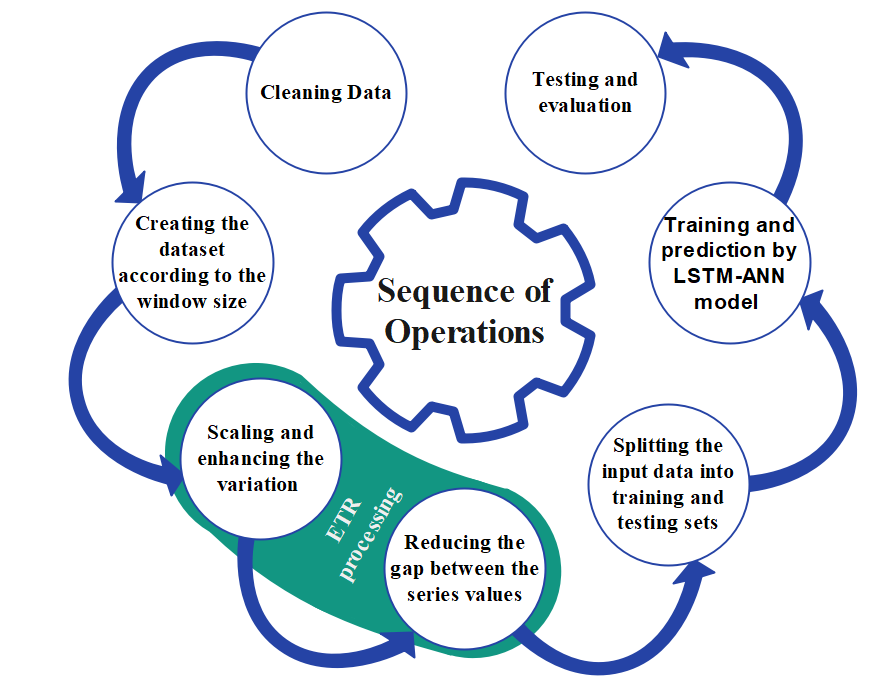 Cleaning Data
Creating the
dataset
according to the
window size
Scaling and
enhancing the
variation
ETR
processing
Reducing the
gap between the
series values
Splitting the
input data into
training and
testing sets
Training and
prediction by
LSTM-ANN
model
Testing and
evaluation
Sequence of
Operations